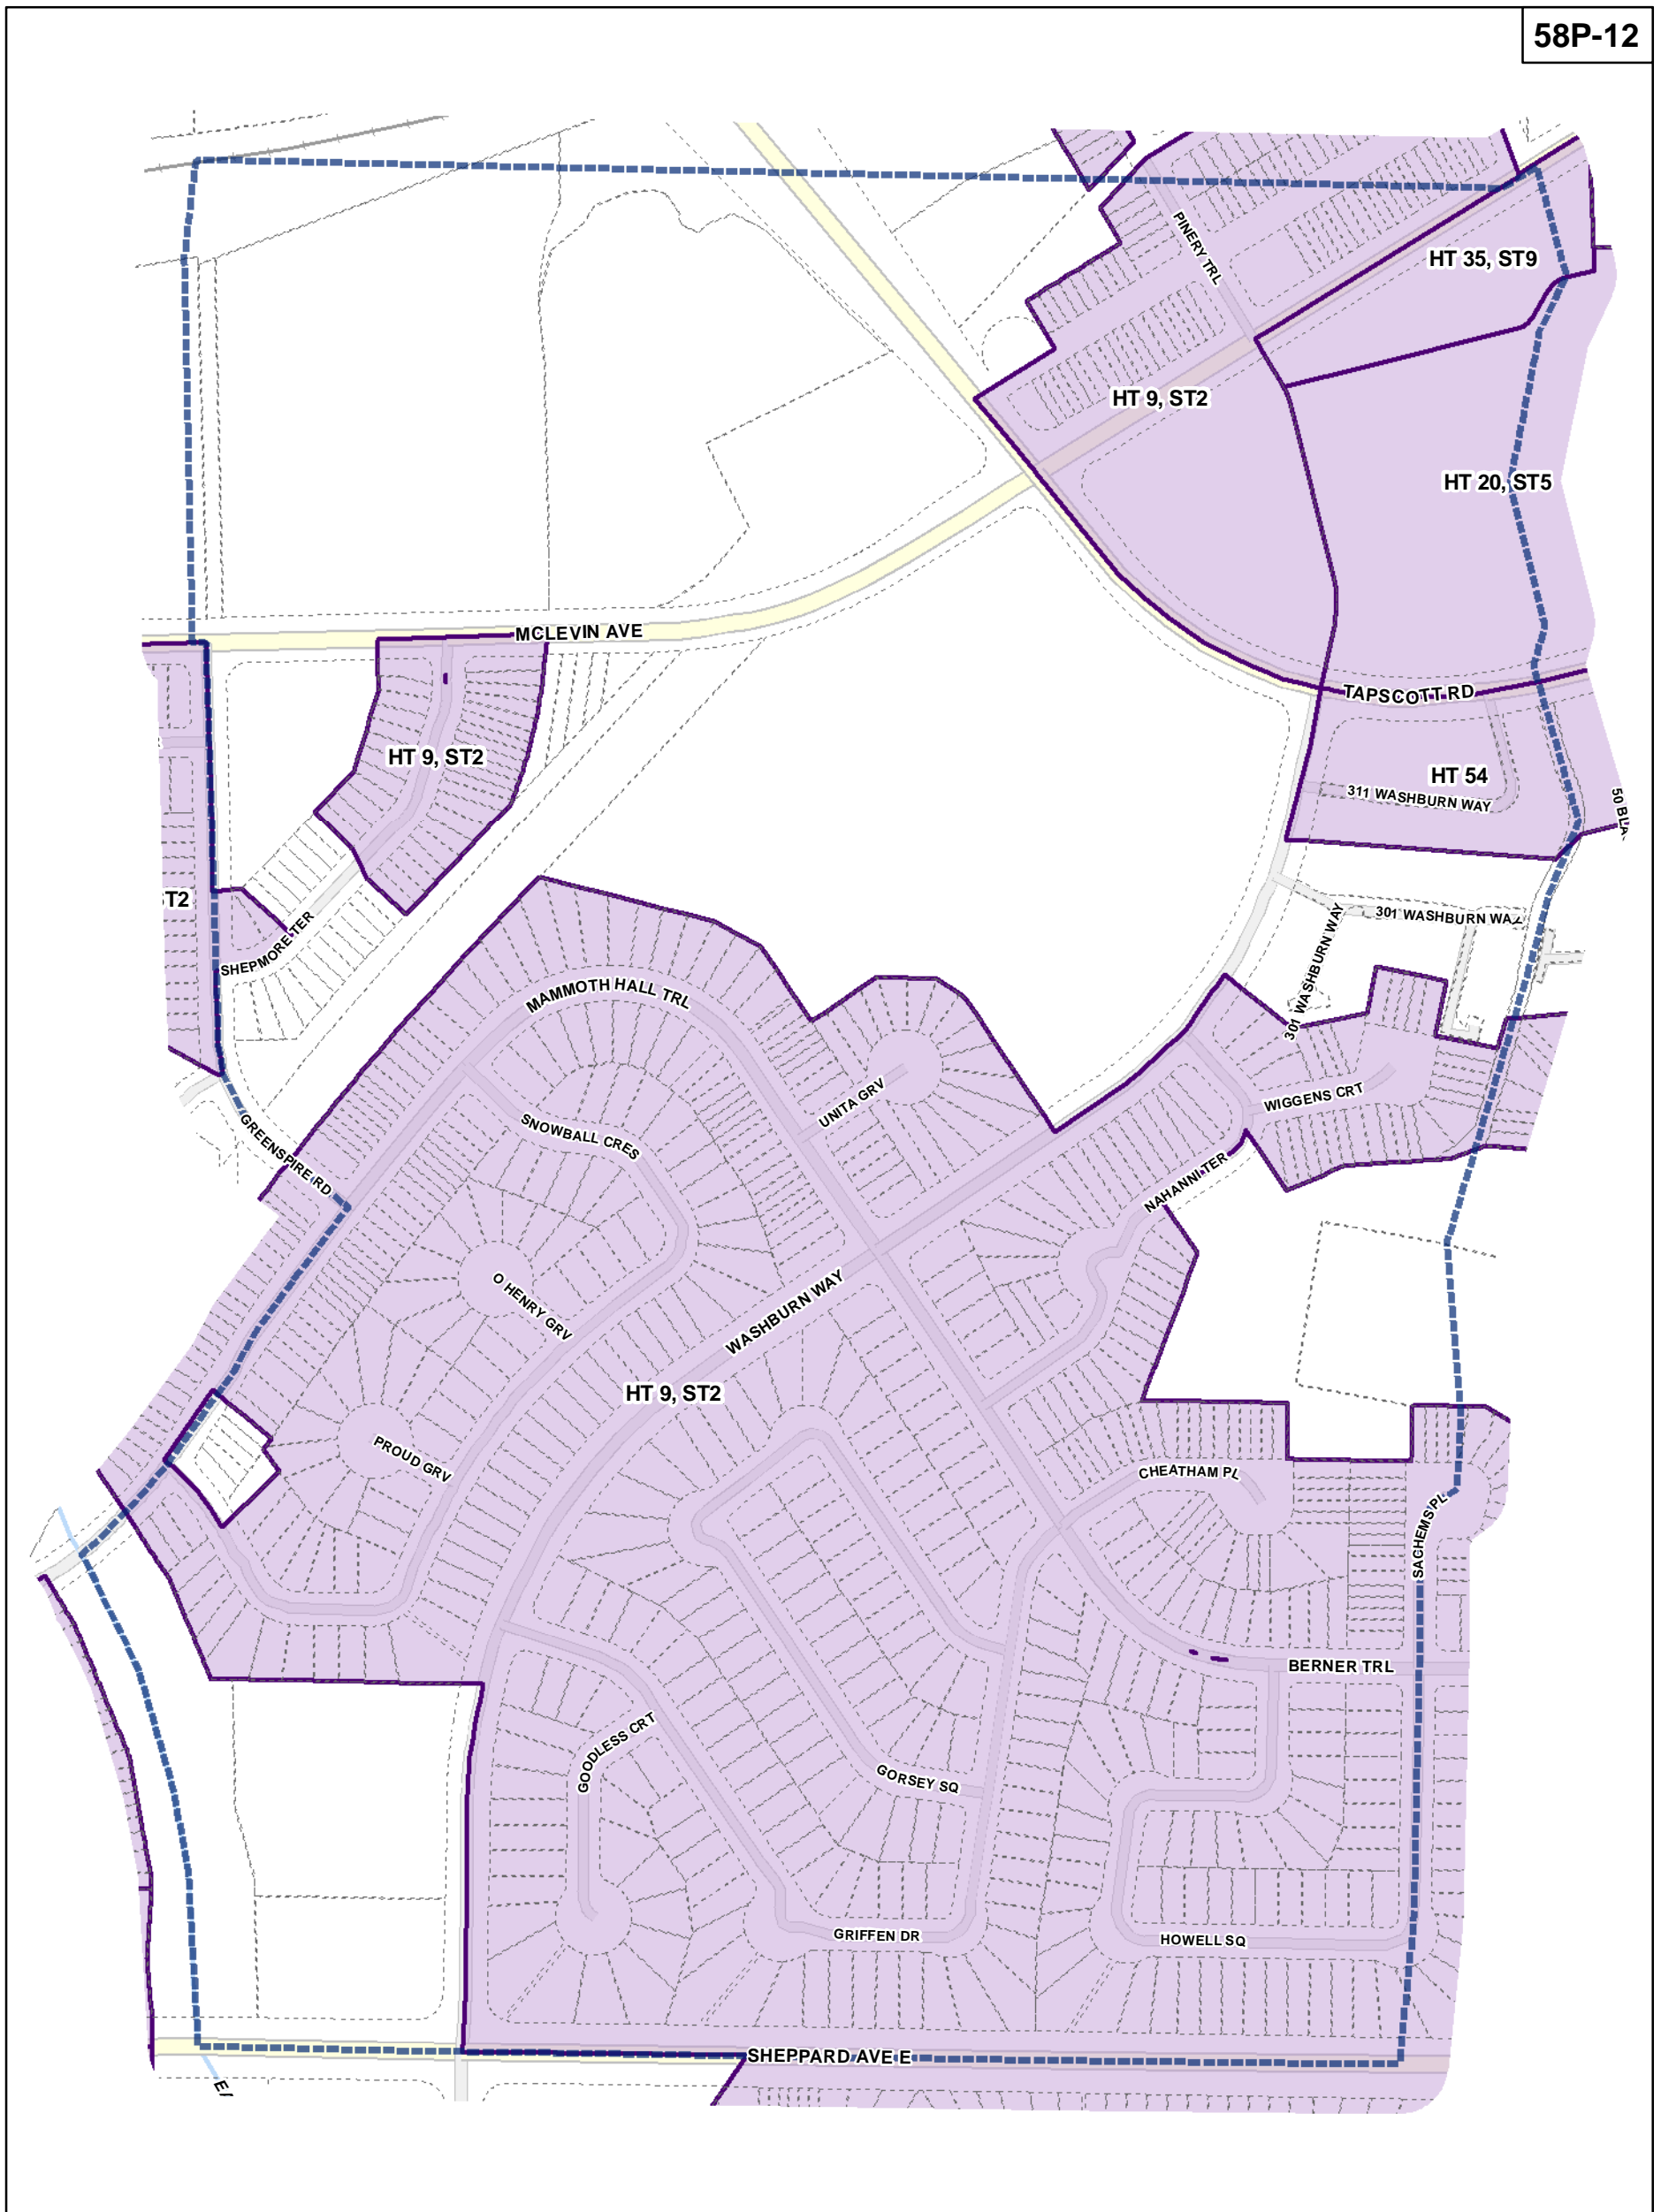 58P-12
PINERY TRL
HT 35, ST9
HT 9, ST2
HT 20, ST5
MCLEVIN AVE
TAPSCOTT RD
HT 9, ST2
HT 54
311 WASHBURN WAY
50 BLA
T2
SHEPMORE TER
301 WASHBURN WAY
301 WASHBURN WAY
MAMMOTH HALL TRL
UNITA GRV
WIGGENS CRT
SNOWBALL CRES
GREENSPIRE RD
NAHANNI TER
O HENRY GRV
WASHBURN WAY
HT 9, ST2
PROUD GRV
CHEATHAM PL
SACHEMS PL
BERNER TRL
GOODLESS CRT
GORSEY SQ
GRIFFEN DR
HOWELL SQ
SHEPPARD AVE E